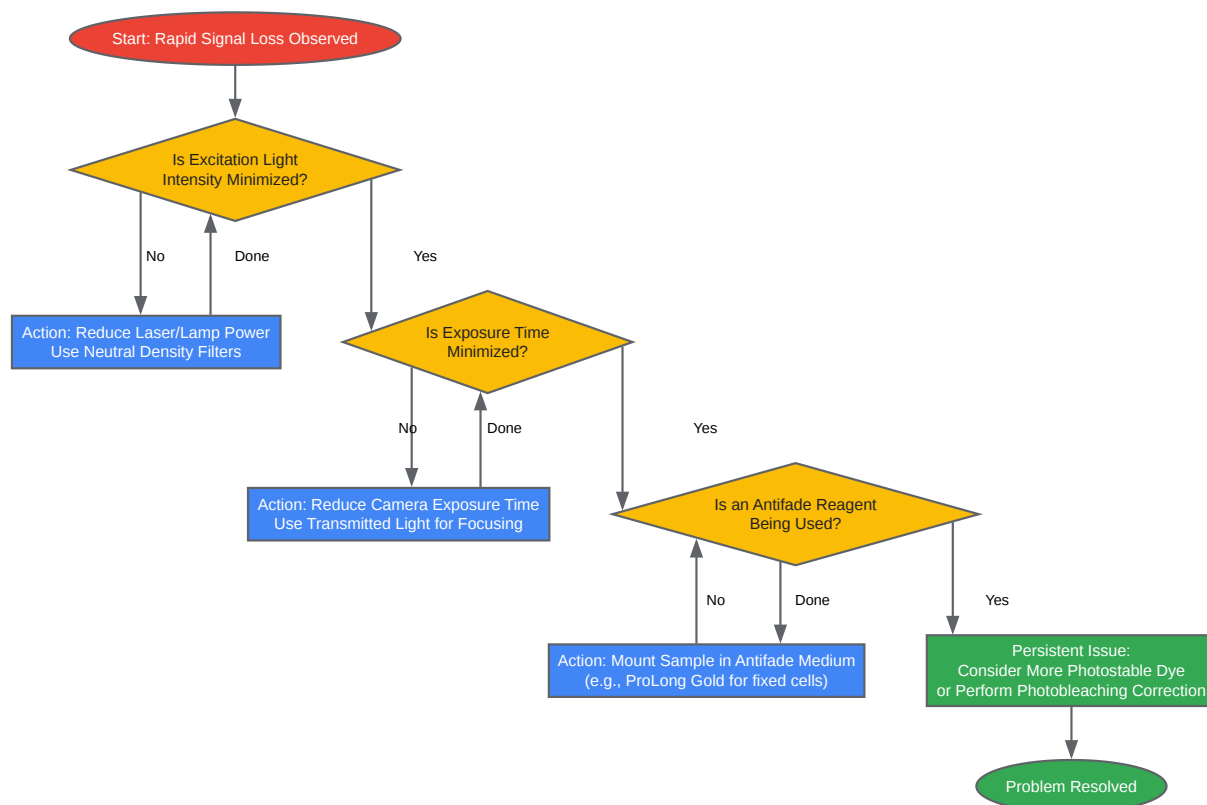 Start: Rapid Signal Loss Observed
Is Excitation Light
Intensity Minimized?
No
Done
Yes
Action: Reduce Laser/Lamp Power
Use Neutral Density Filters
Is Exposure Time
Minimized?
No
Done
Yes
Action: Reduce Camera Exposure Time
Use Transmitted Light for Focusing
Is an Antifade Reagent
Being Used?
No
Done
Yes
Action: Mount Sample in Antifade Medium
(e.g., ProLong Gold for fixed cells)
Persistent Issue:
Consider More Photostable Dye
or Perform Photobleaching Correction
Problem Resolved